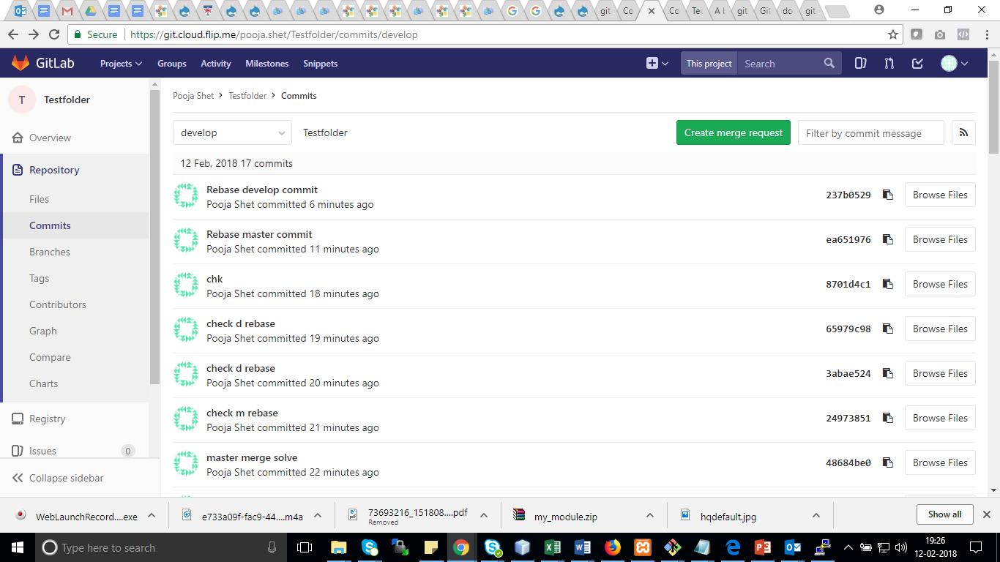 git
Co
Co
Tec
A b
git
Git
do
git
Secure
https://git.cloud.flip.me/pooja.shet/Testfolder/commits/develop
GitLab
Projects
Groups
Activity
Milestones
Snippets
This project
Search
T
Testfolder
Overview
Repository
Files
Commits
Branches
Tags
Contributors
Graph
Compare
Charts
Registry
Issues
0
Collapse sidebar
Pooja Shet
Testfolder
Commits
develop
Testfolder
Create merge request
Filter by commit message
12 Feb, 2018 17 commits
Rebase develop commit
Pooja Shet committed 6 minutes ago
237b0529
Browse Files
Rebase master commit
Pooja Shet committed 11 minutes ago
ea651976
Browse Files
chk
Pooja Shet committed 18 minutes ago
8701d4c1
Browse Files
check d rebase
Pooja Shet committed 19 minutes ago
65979c98
Browse Files
check d rebase
Pooja Shet committed 20 minutes ago
3abae524
Browse Files
check m rebase
Pooja Shet committed 21 minutes ago
24973851
Browse Files
master merge solve
Pooja Shet committed 22 minutes ago
48684be0
Browse Files
WebLaunchRecord....exe
e733a09f-fac9-44....m4a
73693216_151808....pdf
Removed
my_module.zip
hqdefault.jpg
Show all
Type here to search
19:26
12-02-2018